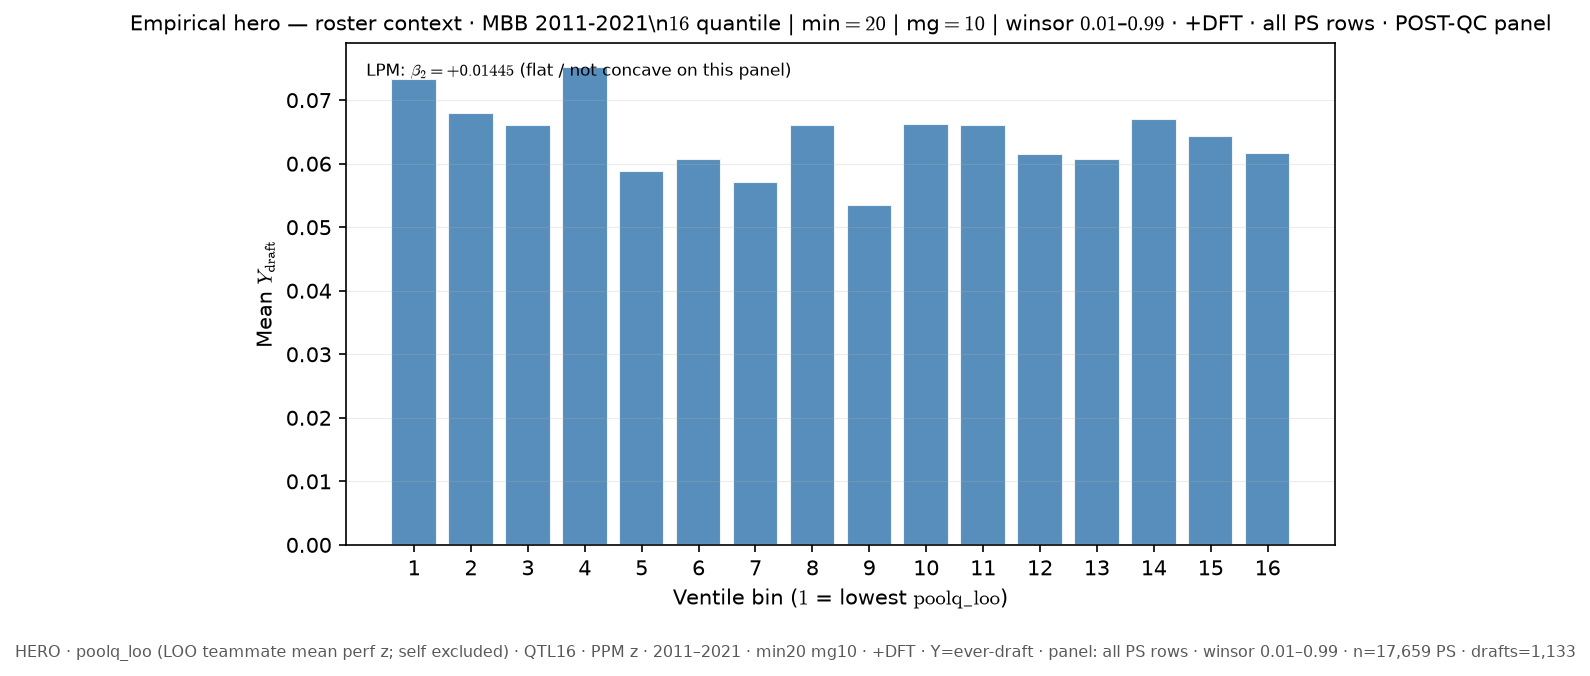 Empirical hero — roster context · MBB 2011-2021\n16 quantile | min = 20 | mg = 10 | winsor 0.01–0.99 · +DFT · all PS rows · POST-QC panel
LPM: β₂ = +0.01445 (flat / not concave on this panel)
0.07
0.06
0.05
0.04
0.03
0.02
0.01
0.00
Mean Y_draft
1 2 3 4 5 6 7 8 9 10 11 12 13 14 15 16
Ventile bin (1 = lowest poolq_loo)
HERO · poolq_loo (LOO teammate mean perf z; self excluded) · QTL16 · PPM z · 2011–2021 · min20 mg10 · +DFT · Y=ever-draft · panel: all PS rows · winsor 0.01–0.99 · n=17,659 PS · drafts=1,133